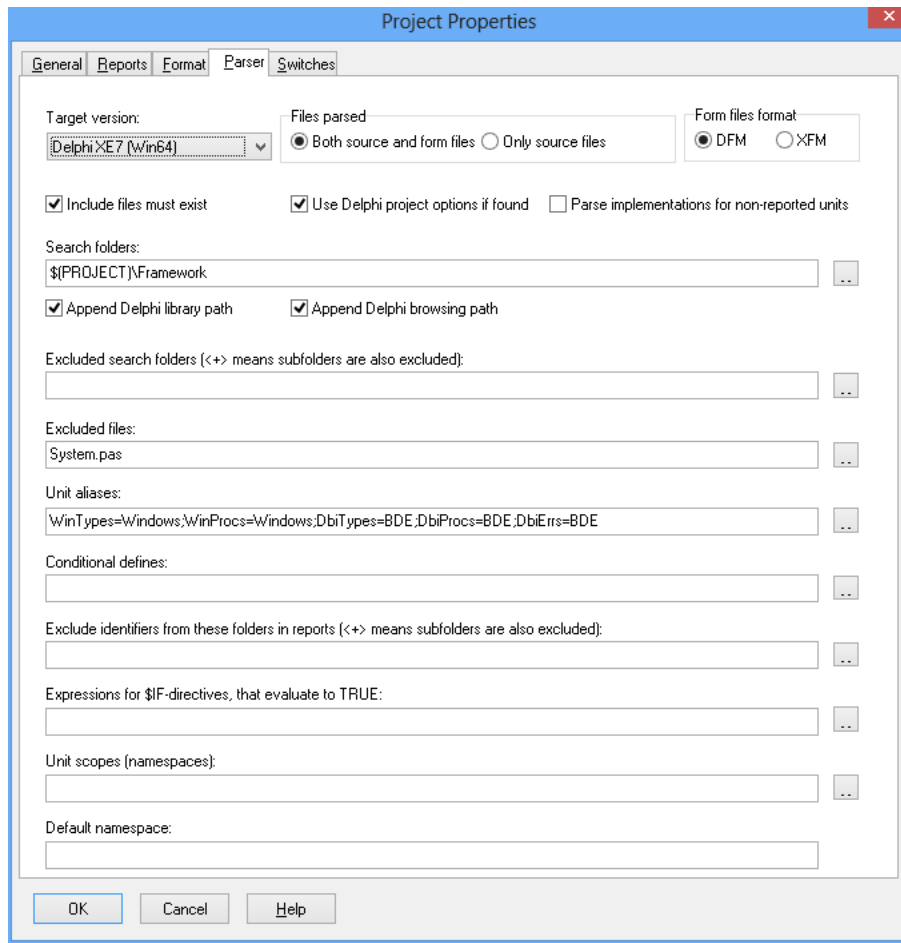 Project Properties
General Reports Format Parser Switches
Target version:
Delphi XE7 (Win64)
Files parsed
Both source and form files Only source files
Form files format
DFM XFM
Include files must exist Use Delphi project options if found Parse implementations for non-reported units
Search folders:
$(PROJECT)\Framework
..
Append Delphi library path Append Delphi browsing path
Excluded search folders (<+> means subfolders are also excluded):
..
Excluded files:
System.pas
..
Unit aliases:
WinTypes=Windows;WinProcs=Windows;DbiTypes=BDE;DbiProcs=BDE;DbiErrs=BDE
..
Conditional defines:
..
Exclude identifiers from these folders in reports (<+> means subfolders are also excluded):
..
Expressions for $IF-directives, that evaluate to TRUE:
..
Unit scopes (namespaces):
..
Default namespace:
OK Cancel Help